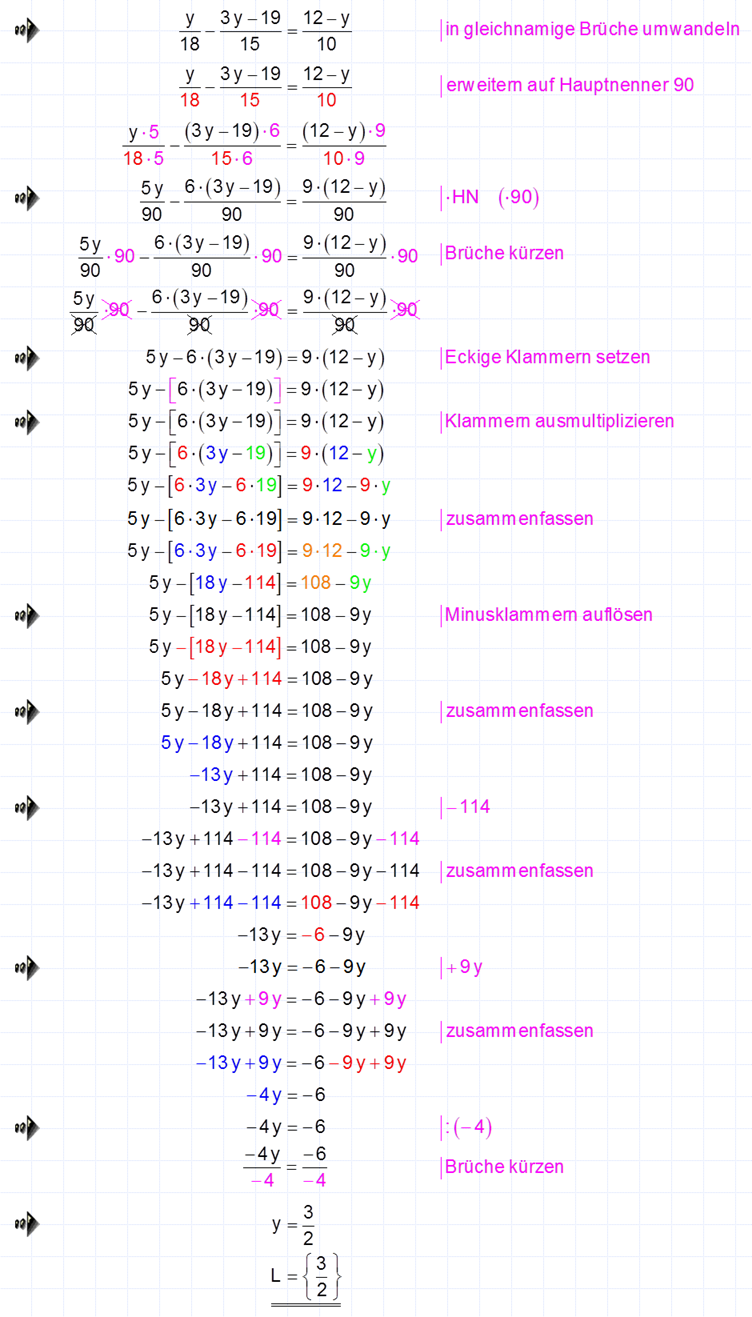 y/18 − (3y−19)/15 = (12−y)/10 |in gleichnamige Brüche umwandeln
y/18 − (3y−19)/15 = (12−y)/10 |erweitern auf Hauptnenner 90
(y·5)/(18·5) − ((3y−19)·6)/(15·6) = ((12−y)·9)/(10·9)
5y/90 − (6·(3y−19))/90 = (9·(12−y))/90 |·HN (·90)
5y/90·90 − (6·(3y−19))/90·90 = (9·(12−y))/90·90 |Brüche kürzen
5y/90·90 − (6·(3y−19))/90·90 = (9·(12−y))/90·90
5y−6·(3y−19)=9·(12−y) |Eckige Klammern setzen
5y−[6·(3y−19)]=9·(12−y)
5y−[6·(3y−19)]=9·(12−y) |Klammern ausmultiplizieren
5y−[6·(3y−19)]=9·(12−y)
5y−[6·3y−6·19]=9·12−9·y
5y−[6·3y−6·19]=9·12−9·y |zusammenfassen
5y−[6·3y−6·19]=9·12−9·y
5y−[18y−114]=108−9y
5y−[18y−114]=108−9y |Minusklammern auflösen
5y−[18y−114]=108−9y
5y−18y+114=108−9y
5y−18y+114=108−9y |zusammenfassen
5y−18y+114=108−9y
−13y+114=108−9y
−13y+114=108−9y |−114
−13y+114−114=108−9y−114
−13y+114−114=108−9y−114 |zusammenfassen
−13y+114−114=108−9y−114
−13y=−6−9y
−13y=−6−9y |+9y
−13y+9y=−6−9y+9y
−13y+9y=−6−9y+9y |zusammenfassen
−13y+9y=−6−9y+9y
−4y=−6
−4y=−6 |:(−4)
−4y/−4=−6/−4 |Brüche kürzen
y=3/2
L={3/2}